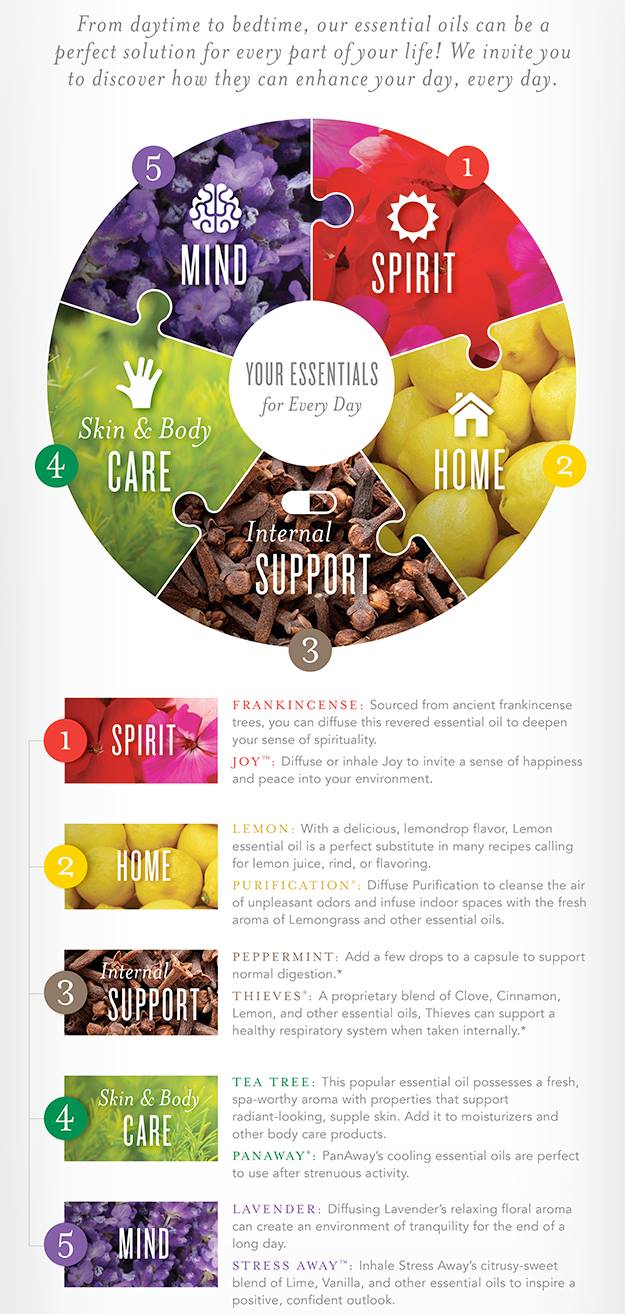 From daytime to bedtime, our essential oils can be a
perfect solution for every part of your life! We invite you
to discover how they can enhance your day, every day.
5
1
MIND
SPIRIT
YOUR ESSENTIALS
for Every Day
Skin & Body
CARE
HOME
4
2
Internal
SUPPORT
3
1
SPIRIT
FRANKINCENSE: Sourced from ancient frankincense
trees, you can diffuse this revered essential oil to deepen
your sense of spirituality.
JOY™: Diffuse or inhale Joy to invite a sense of happiness
and peace into your environment.
2
HOME
LEMON: With a delicious, lemondrop flavor, Lemon
essential oil is a perfect substitute in many recipes calling
for lemon juice, rind, or flavoring.
PURIFICATION®: Diffuse Purification to cleanse the air
of unpleasant odors and infuse indoor spaces with the fresh
aroma of Lemongrass and other essential oils.
3
Internal
SUPPORT
PEPPERMINT: Add a few drops to a capsule to support
normal digestion.*
THIEVES®: A proprietary blend of Clove, Cinnamon,
Lemon, and other essential oils, Thieves can support a
healthy respiratory system when taken internally.*
4
Skin & Body
CARE
TEA TREE: This popular essential oil possesses a fresh,
spa-worthy aroma with properties that support
radiant-looking, supple skin. Add it to moisturizers and
other body care products.
PANAWAY®: PanAway's cooling essential oils are perfect
to use after strenuous activity.
5
MIND
LAVENDER: Diffusing Lavender's relaxing floral aroma
can create an environment of tranquility for the end of a
long day.
STRESS AWAY™: Inhale Stress Away's citrusy-sweet
blend of Lime, Vanilla, and other essential oils to inspire a
positive, confident outlook.